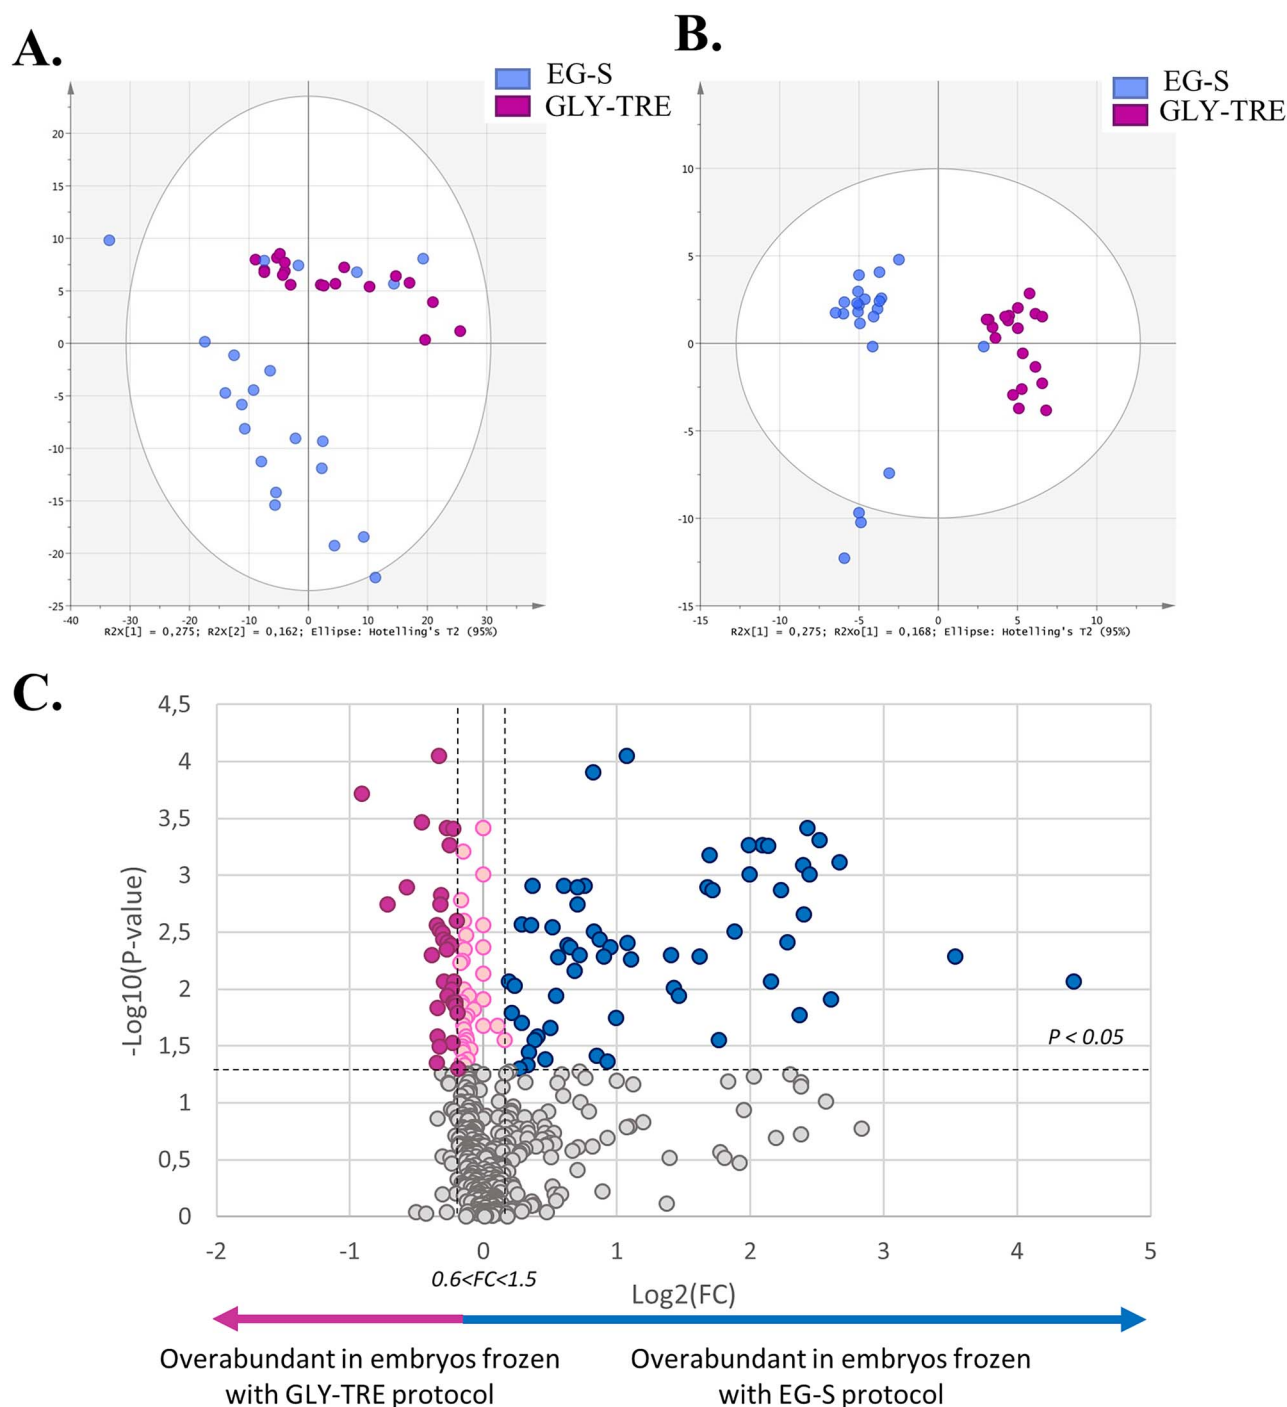 A.
EG-S
GLY-TRE
20
15
10
5
0
-5
-10
-15
-20
-25
-40
-30
-20
-10
0
10
20
30
R2X[1] = 0,275; R2X[2] = 0,162; Ellipse: Hotelling's T2 (95%)
B.
EG-S
GLY-TRE
10
5
0
-5
-10
-15
-15
-10
-5
0
5
10
R2X[1] = 0,275; R2Xo[1] = 0,168; Ellipse: Hotelling's T2 (95%)
C.
-Log10(P-value)
4,5
4
3,5
3
2,5
2
1,5
1
0,5
0
P < 0.05
-2
-1
0
1
2
3
4
5
0.6<FC<1.5
Log2(FC)
Overabundant in embryos frozen
with GLY-TRE protocol
Overabundant in embryos frozen
with EG-S protocol